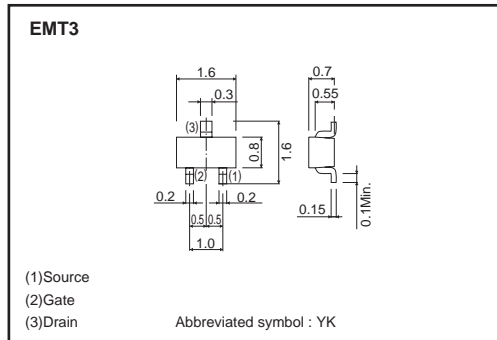 EMT3
1.6
0.3
(3)
0.8
1.6
(2) (1)
0.2 0.2
0.5 0.5
1.0
0.7
0.55
0.15
0.1Min.
(1)Source
(2)Gate
(3)Drain Abbreviated symbol : YK